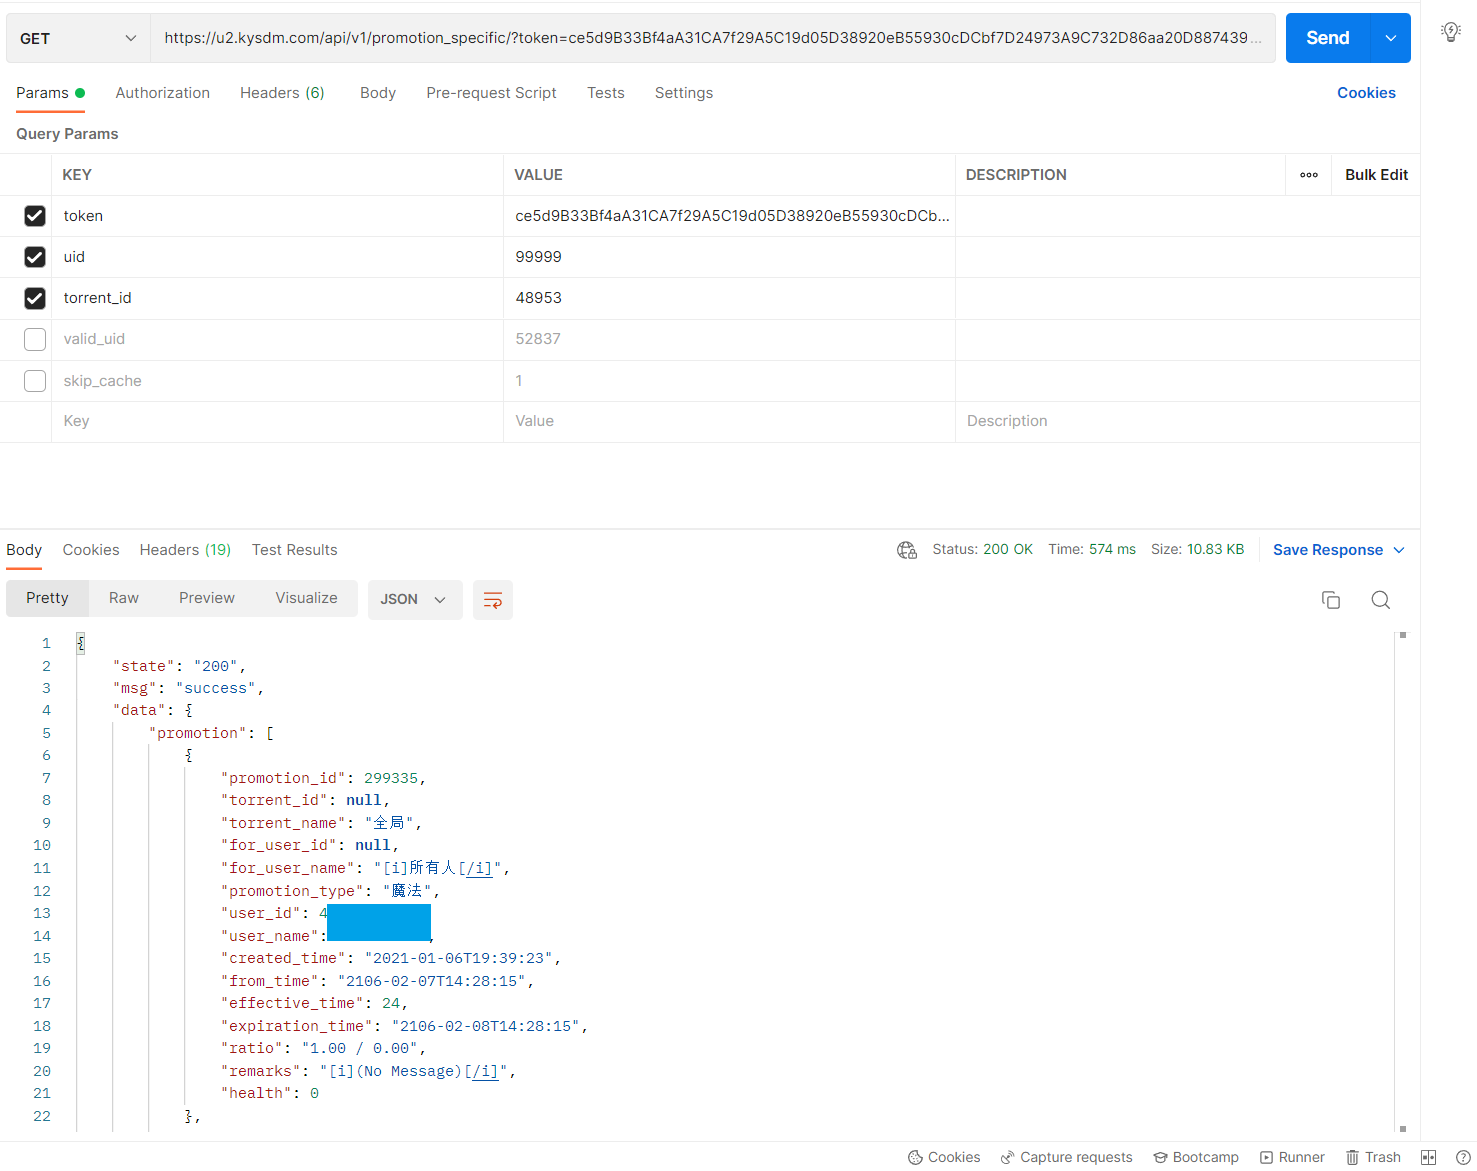 GET https://u2.kysdm.com/api/v1/promotion_specific/?token=ce5d9B33Bf4aA31CA7f29A5C19d05D38920eB55930cDCbf7D24973A9C732D86aa20D887439... Send
Params Authorization Headers (6) Body Pre-request Script Tests Settings Cookies
Query Params
KEY VALUE DESCRIPTION ooo Bulk Edit
token ce5d9B33Bf4aA31CA7f29A5C19d05D38920eB55930cDCb...
uid 99999
torrent_id 48953
valid_uid 52837
skip_cache 1
Key Value Description
Body Cookies Headers (19) Test Results Status: 200 OK Time: 574 ms Size: 10.83 KB Save Response
Pretty Raw Preview Visualize JSON
1 {
2 "state": "200",
3 "msg": "success",
4 "data": {
5 "promotion": [
6 {
7 "promotion_id": 299335,
8 "torrent_id": null,
9 "torrent_name": "全局",
10 "for_user_id": null,
11 "for_user_name": "[i]所有人[/i]",
12 "promotion_type": "魔法",
13 "user_id": 4
14 "user_name": ,
15 "created_time": "2021-01-06T19:39:23",
16 "from_time": "2106-02-07T14:28:15",
17 "effective_time": 24,
18 "expiration_time": "2106-02-08T14:28:15",
19 "ratio": "1.00 / 0.00",
20 "remarks": "[i](No Message)[/i]",
21 "health": 0
22 },
Cookies Capture requests Bootcamp Runner Trash